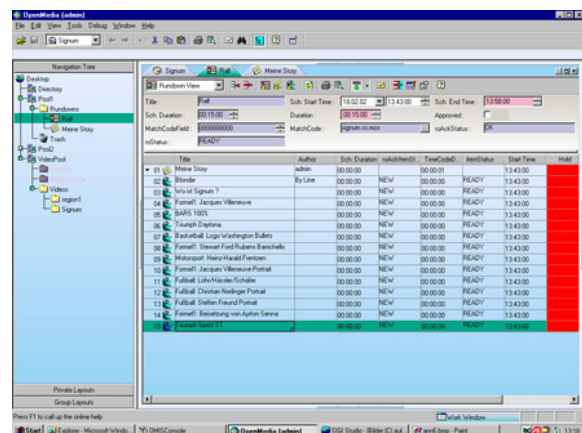 OpenMedia [admin]
File Edit View Tools Debug Window Help
Signum
Navigation Tree
Desktop
Directory
Pool1
Rundowns
Rail
Meine Story
Trash
Pool2
VideoPool
Videos
region1
Signum
Private Layouts
Group Layouts
Signum Rail Meine Story
Rundown View
Title : Rail Sch. Start Time : 18.02.02 13:43:00 Sch. End Time : 13:58:00
Sch. Duration : 00:15:00 Duration : 00:15:00 Approved :
MatchCodeField : 0000000000 MatchCode : signum.ss.mos roAckStatus : OK
roStatus : READY
Title Author Sch. Duration roAckItemSt... TimeCodeD... itemStatus Start Time Hold
01 Meine Story admin 00:00:00 00:00:01 13:43:00
02 Blondie By Line 00:00:00 NEW 00:00:00 READY 13:43:00
03 Wo ist Signum ? 00:00:00 NEW 00:00:00 READY 13:43:00
04 Formel1: Jacques Villeneuve 00:00:00 NEW 00:00:00 READY 13:43:00
05 BARS 100% 00:00:00 NEW 00:00:00 READY 13:43:00
06 Triumph Daytona 00:00:00 NEW 00:00:00 READY 13:43:00
07 Basketball: Logo Washington Bullets 00:00:00 NEW 00:00:00 READY 13:43:00
08 Formel1: Stewart Ford Rubens Barrichello 00:00:00 NEW 00:00:00 READY 13:43:00
09 Motorsport: Heinz-Harald Frentzen 00:00:00 NEW 00:00:00 READY 13:43:00
10 Formel1: Jacques Villeneuve Portrait 00:00:00 NEW 00:00:00 READY 13:43:00
11 Fußball: Löhr/Hässler/Schäfer 00:00:00 NEW 00:00:00 READY 13:43:00
12 Fußball: Christian Nerlinger Portrait 00:00:00 NEW 00:00:00 READY 13:43:00
13 Fußball: Steffen Freund Portrait 00:00:00 NEW 00:00:00 READY 13:43:00
14 Formel1: Beisetzung von Ayrton Senna 00:00:00 NEW 00:00:00 READY 13:43:00
15 Triumph Sprint ST 00:00:00 NEW 00:00:00 READY 13:43:00
Press F1 to call up the online help Work Window
Start Explorer - Microsoft Windo... OMISConsole OpenMedia [admin] GIGI Studio - Bilder (C) auf... - Paint